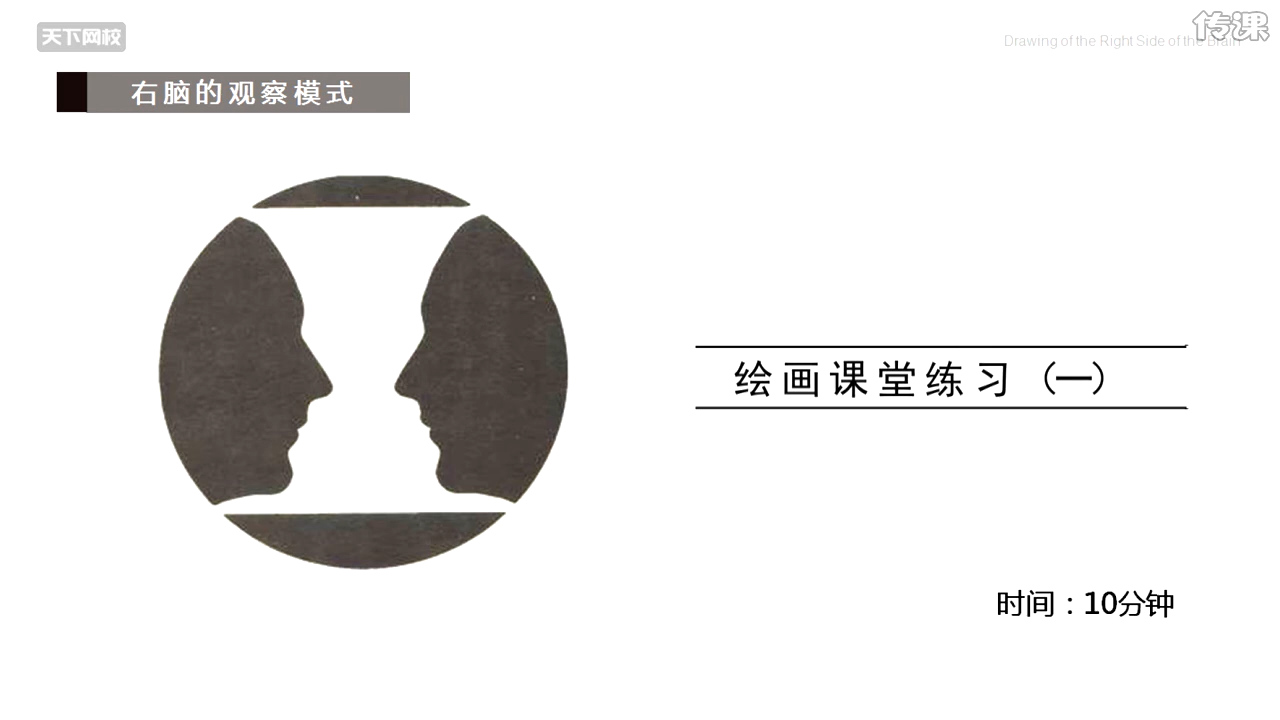 天下网校
传课
Drawing of the Right Side of the Brain
右脑的观察模式
绘画课堂练习（一）
时间：10分钟